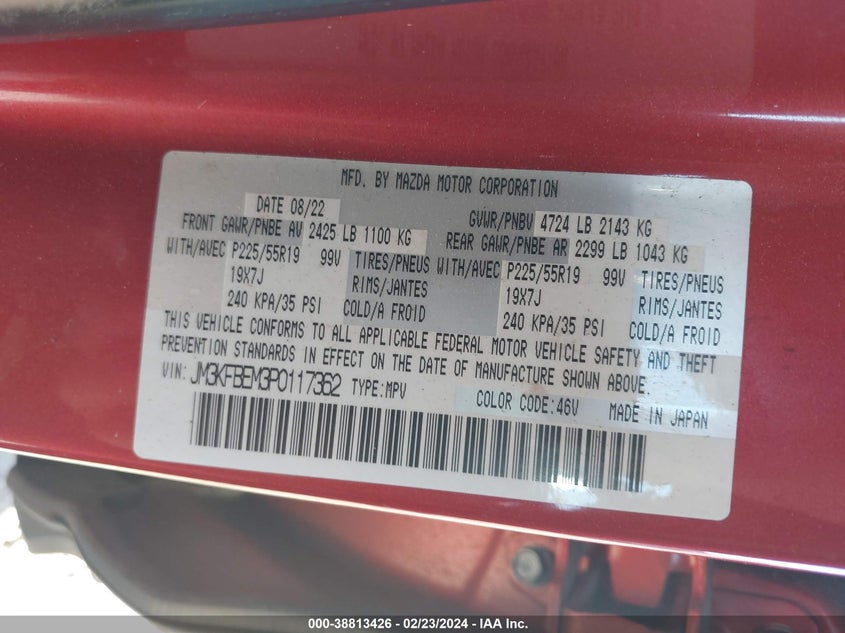 MFD. BY MAZDA MOTOR CORPORATION
DATE 08/22 GVWR/PNBV 4724 LB 2143 KG
FRONT GAWR/PNBE AV 2425 LB 1100 KG REAR GAWR/PNBE AR 2299 LB 1043 KG
WITH/AVEC P225/55R19 99V TIRES/PNEUS WITH/AVEC P225/55R19 99V TIRES/PNEUS
19X7J RIMS/JANTES 19X7J RIMS/JANTES
240 KPA/35 PSI COLD/A FROID 240 KPA/35 PSI COLD/A FROID
THIS VEHICLE CONFORMS TO ALL APPLICABLE FEDERAL MOTOR VEHICLE SAFETY AND THEFT
PREVENTION STANDARDS IN EFFECT ON THE DATE OF MANUFACTURE SHOWN ABOVE.
VIN: JM3KFBEM3P0117362 TYPE:MPV COLOR CODE:46V MADE IN JAPAN
000-38813426 - 02/23/2024 - IAA Inc.